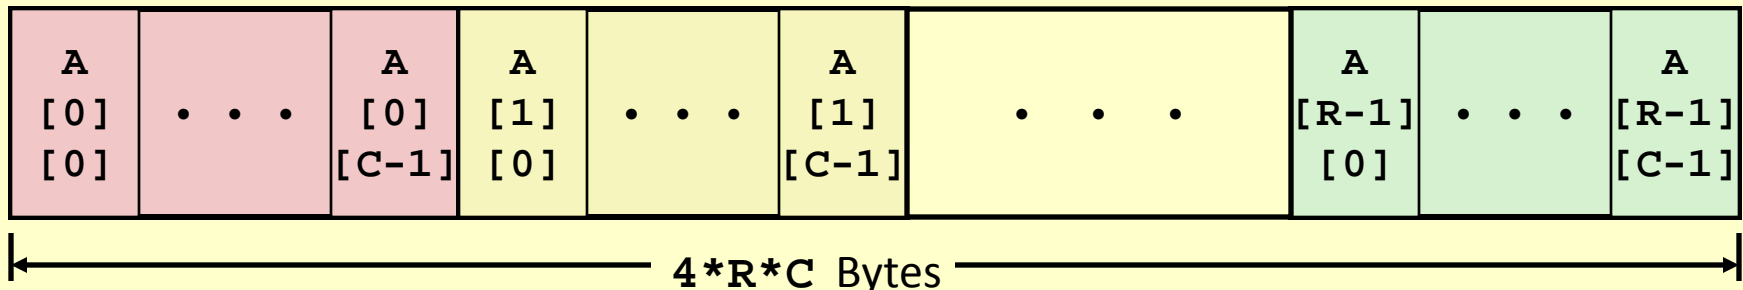 A A A A A A
[0] • • • [0] [1] • • • [1] • • • [R-1] • • • [R-1]
[0] [C-1] [0] [C-1] [0] [C-1]
4*R*C Bytes